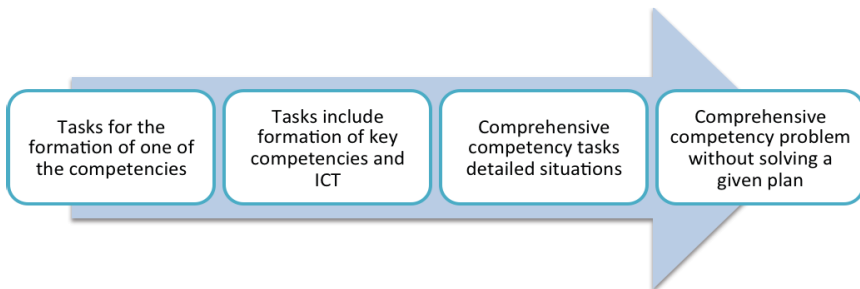 Tasks for the
formation of one of
the competencies
Tasks include
formation of key
competencies and
ICT
Comprehensive
competency tasks
detailed situations
Comprehensive
competency problem
without solving a
given plan